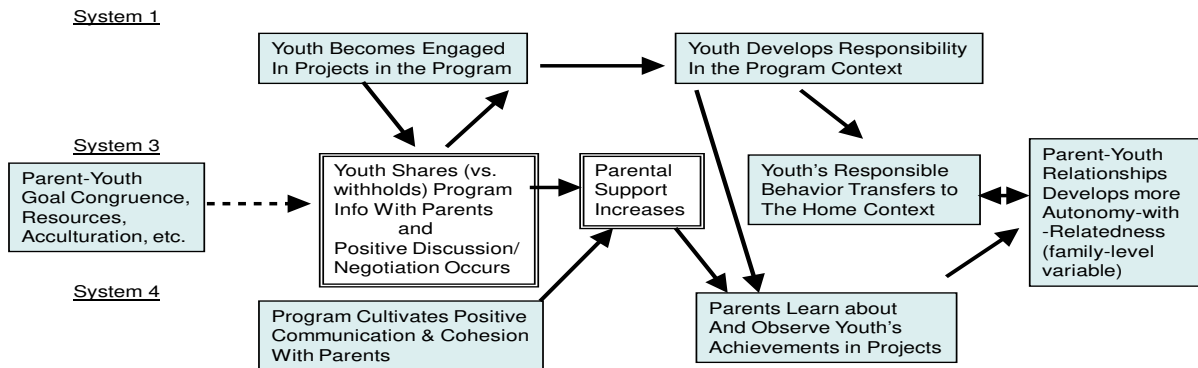 System 1
Youth Becomes Engaged
In Projects in the Program
Youth Develops Responsibility
In the Program Context
System 3
Parent-Youth
Goal Congruence,
Resources,
Acculturation, etc.
Youth Shares (vs.
withholds) Program
Info With Parents
and
Positive Discussion/
Negotiation Occurs
Parental
Support
Increases
Youth's Responsible
Behavior Transfers to
The Home Context
Parent-Youth
Relationships
Develops more
Autonomy-with
-Relatedness
(family-level
variable)
System 4
Program Cultivates Positive
Communication & Cohesion
With Parents
Parents Learn about
And Observe Youth's
Achievements in Projects